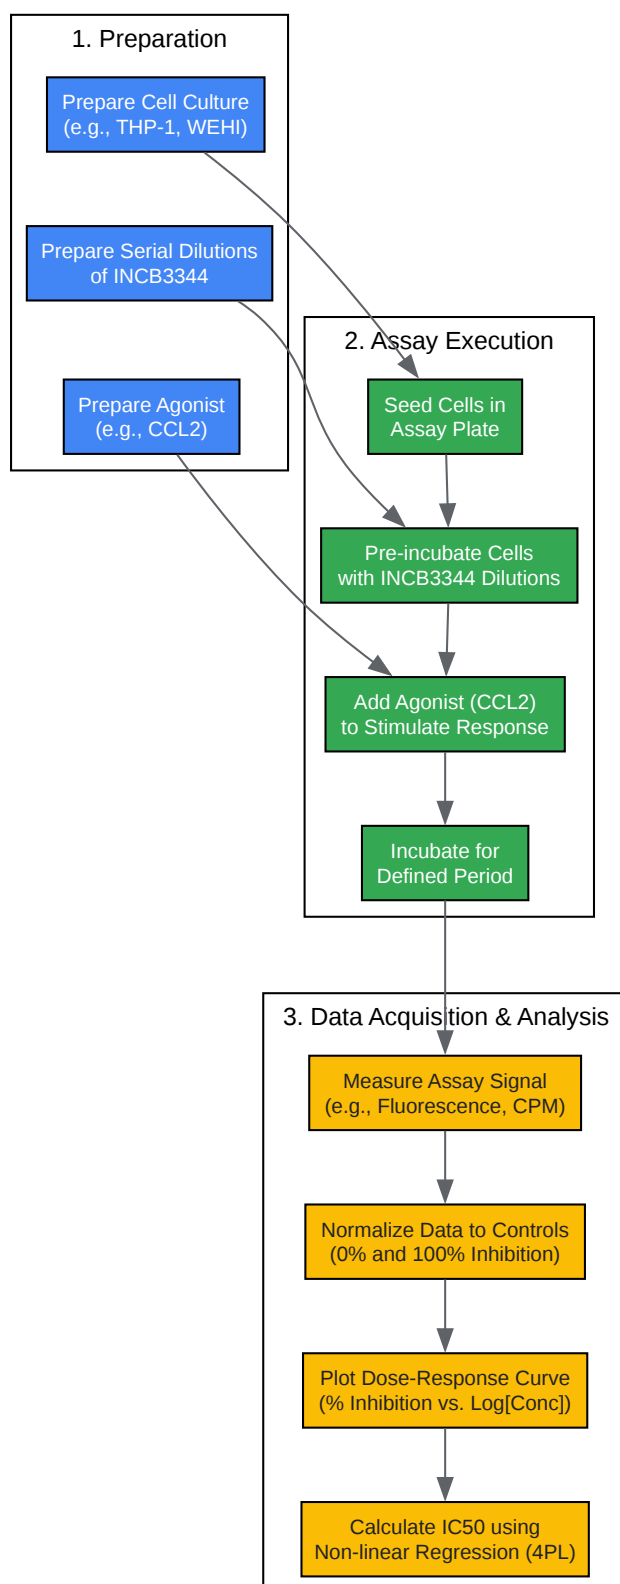 1. Preparation
Prepare Cell Culture
(e.g., THP-1, WEHI)
Prepare Serial Dilutions
of INCB3344
Prepare Agonist
(e.g., CCL2)
2. Assay Execution
Seed Cells in
Assay Plate
Pre-incubate Cells
with INCB3344 Dilutions
Add Agonist (CCL2)
to Stimulate Response
Incubate for
Defined Period
3. Data Acquisition & Analysis
Measure Assay Signal
(e.g., Fluorescence, CPM)
Normalize Data to Controls
(0% and 100% Inhibition)
Plot Dose-Response Curve
(% Inhibition vs. Log[Conc])
Calculate IC50 using
Non-linear Regression (4PL)